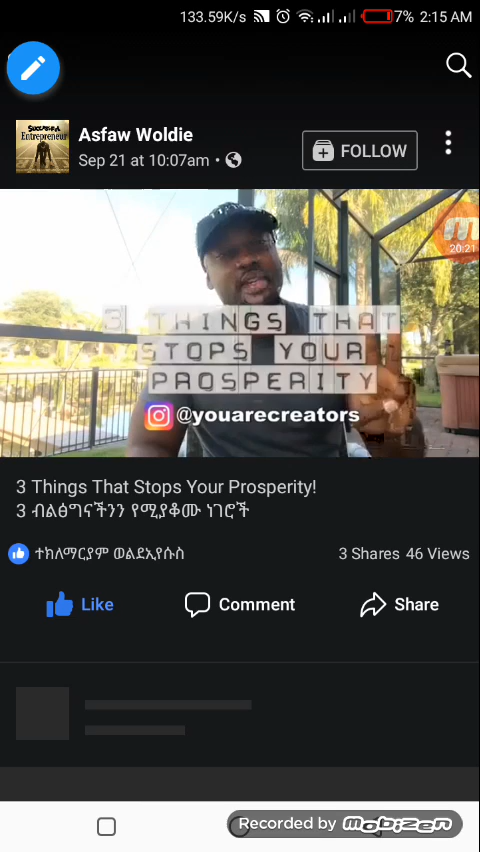 133.59K/s 7% 2:15 AM
SUCCESSFUL
Entrepreneur
Asfaw Woldie
Sep 21 at 10:07am
FOLLOW
20:21
3 THINGS THAT
STOPS YOUR
PROSPERITY
@youarecreators
3 Things That Stops Your Prosperity!
3 ብልፅግናችንን የሚያቆሙ ነገሮች
ተክለማርያም ወልደኢየሱስ
3 Shares 46 Views
Like Comment Share
Recorded by mobizen